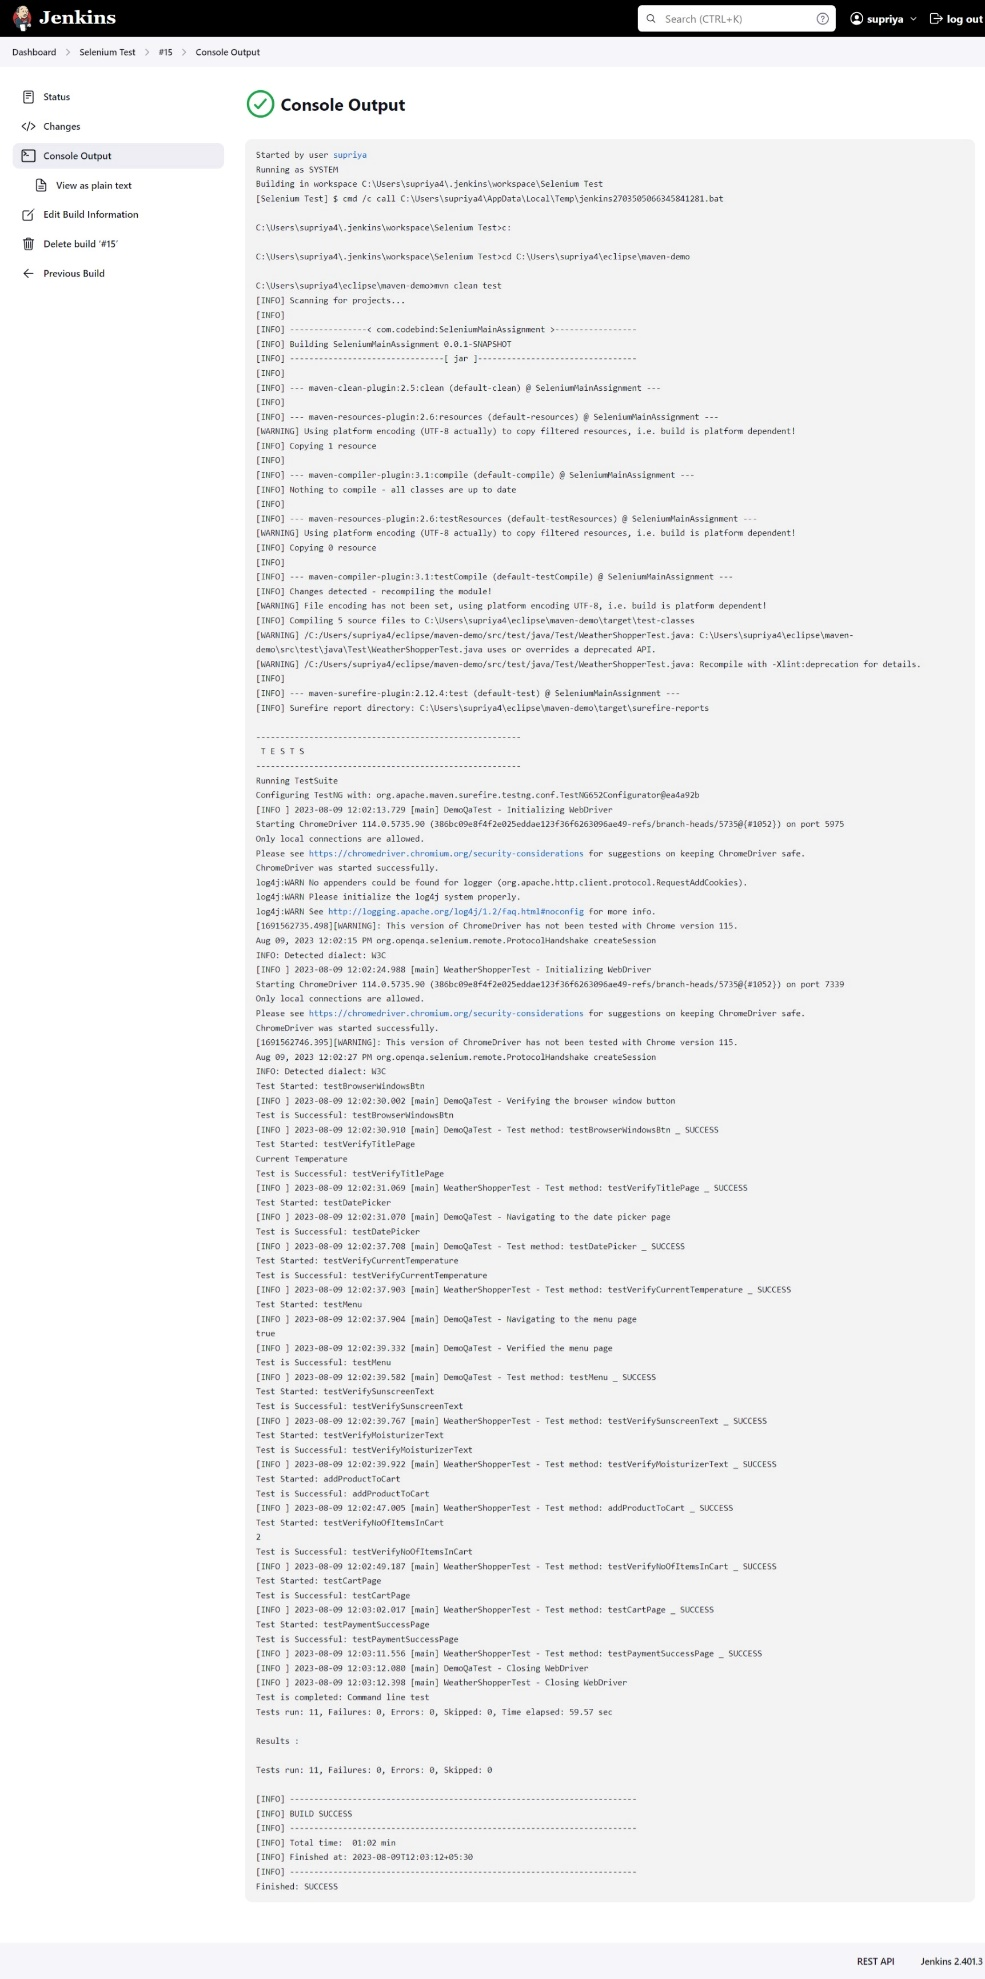 Jenkins
Search (CTRL+K)
supriya
log out
Dashboard > Selenium Test > #15 > Console Output
Status
Changes
Console Output
View as plain text
Edit Build Information
Delete build '#15'
Previous Build
Console Output
Started by user supriya
Running as SYSTEM
Building in workspace C:\Users\supriya4\.jenkins\workspace\Selenium Test
[Selenium Test] $ cmd /c call C:\Users\supriya4\AppData\Local\Temp\jenkins2703505066345841281.bat
C:\Users\supriya4\.jenkins\workspace\Selenium Test>c:
C:\Users\supriya4\.jenkins\workspace\Selenium Test>cd C:\Users\supriya4\eclipse\maven-demo
C:\Users\supriya4\eclipse\maven-demo>mvn clean test
[INFO] Scanning for projects...
[INFO]
[INFO] ----------------< com.codebind:SeleniumMainAssignment >-----------------
[INFO] Building SeleniumMainAssignment 0.0.1-SNAPSHOT
[INFO] --------------------------------[ jar ]---------------------------------
[INFO]
[INFO] --- maven-clean-plugin:2.5:clean (default-clean) @ SeleniumMainAssignment ---
[INFO]
[INFO] --- maven-resources-plugin:2.6:resources (default-resources) @ SeleniumMainAssignment ---
[WARNING] Using platform encoding (UTF-8 actually) to copy filtered resources, i.e. build is platform dependent!
[INFO] Copying 1 resource
[INFO]
[INFO] --- maven-compiler-plugin:3.1:compile (default-compile) @ SeleniumMainAssignment ---
[INFO] Nothing to compile - all classes are up to date
[INFO]
[INFO] --- maven-resources-plugin:2.6:testResources (default-testResources) @ SeleniumMainAssignment ---
[WARNING] Using platform encoding (UTF-8 actually) to copy filtered resources, i.e. build is platform dependent!
[INFO] Copying 0 resource
[INFO]
[INFO] --- maven-compiler-plugin:3.1:testCompile (default-testCompile) @ SeleniumMainAssignment ---
[INFO] Changes detected - recompiling the module!
[WARNING] File encoding has not been set, using platform encoding UTF-8, i.e. build is platform dependent!
[INFO] Compiling 5 source files to C:\Users\supriya4\eclipse\maven-demo\target\test-classes
[WARNING] /C:/Users/supriya4/eclipse/maven-demo/src/test/java/Test/WeatherShopperTest.java: C:\Users\supriya4\eclipse\maven-
demo\src\test\java\Test\WeatherShopperTest.java uses or overrides a deprecated API.
[WARNING] /C:/Users/supriya4/eclipse/maven-demo/src/test/java/Test/WeatherShopperTest.java: Recompile with -Xlint:deprecation for details.
[INFO]
[INFO] --- maven-surefire-plugin:2.12.4:test (default-test) @ SeleniumMainAssignment ---
[INFO] Surefire report directory: C:\Users\supriya4\eclipse\maven-demo\target\surefire-reports
-------------------------------------------------------
T E S T S
-------------------------------------------------------
Running TestSuite
Configuring TestNG with: org.apache.maven.surefire.testng.conf.TestNG652Configurator@ea4a92b
[INFO ] 2023-08-09 12:02:13.729 [main] DemoQaTest - Initializing WebDriver
Starting ChromeDriver 114.0.5735.90 (386bc09e8f4f2e025eddae123f36f6263096ae49-refs/branch-heads/5735@{#1052}) on port 5975
Only local connections are allowed.
Please see https://chromedriver.chromium.org/security-considerations for suggestions on keeping ChromeDriver safe.
ChromeDriver was started successfully.
log4j:WARN No appenders could be found for logger (org.apache.http.client.protocol.RequestAddCookies).
log4j:WARN Please initialize the log4j system properly.
log4j:WARN See http://logging.apache.org/log4j/1.2/faq.html#noconfig for more info.
[1691562735.498][WARNING]: This version of ChromeDriver has not been tested with Chrome version 115.
Aug 09, 2023 12:02:15 PM org.openqa.selenium.remote.ProtocolHandshake createSession
INFO: Detected dialect: W3C
[INFO ] 2023-08-09 12:02:24.988 [main] WeatherShopperTest - Initializing WebDriver
Starting ChromeDriver 114.0.5735.90 (386bc09e8f4f2e025eddae123f36f6263096ae49-refs/branch-heads/5735@{#1052}) on port 7339
Only local connections are allowed.
Please see https://chromedriver.chromium.org/security-considerations for suggestions on keeping ChromeDriver safe.
ChromeDriver was started successfully.
[1691562746.395][WARNING]: This version of ChromeDriver has not been tested with Chrome version 115.
Aug 09, 2023 12:02:27 PM org.openqa.selenium.remote.ProtocolHandshake createSession
INFO: Detected dialect: W3C
Test Started: testBrowserWindowsBtn
[INFO ] 2023-08-09 12:02:30.002 [main] DemoQaTest - Verifying the browser window button
Test is Successful: testBrowserWindowsBtn
[INFO ] 2023-08-09 12:02:30.910 [main] DemoQaTest - Test method: testBrowserWindowsBtn _ SUCCESS
Test Started: testVerifyTitlePage
Current Temperature
Test is Successful: testVerifyTitlePage
[INFO ] 2023-08-09 12:02:31.069 [main] WeatherShopperTest - Test method: testVerifyTitlePage _ SUCCESS
Test Started: testDatePicker
[INFO ] 2023-08-09 12:02:31.070 [main] DemoQaTest - Navigating to the date picker page
Test is Successful: testDatePicker
[INFO ] 2023-08-09 12:02:37.708 [main] DemoQaTest - Test method: testDatePicker _ SUCCESS
Test Started: testVerifyCurrentTemperature
Test is Successful: testVerifyCurrentTemperature
[INFO ] 2023-08-09 12:02:37.903 [main] WeatherShopperTest - Test method: testVerifyCurrentTemperature _ SUCCESS
Test Started: testMenu
[INFO ] 2023-08-09 12:02:37.904 [main] DemoQaTest - Navigating to the menu page
true
[INFO ] 2023-08-09 12:02:39.332 [main] DemoQaTest - Verified the menu page
Test is Successful: testMenu
[INFO ] 2023-08-09 12:02:39.582 [main] DemoQaTest - Test method: testMenu _ SUCCESS
Test Started: testVerifySunscreenText
Test is Successful: testVerifySunscreenText
[INFO ] 2023-08-09 12:02:39.767 [main] WeatherShopperTest - Test method: testVerifySunscreenText _ SUCCESS
Test Started: testVerifyMoisturizerText
Test is Successful: testVerifyMoisturizerText
[INFO ] 2023-08-09 12:02:39.922 [main] WeatherShopperTest - Test method: testVerifyMoisturizerText _ SUCCESS
Test Started: addProductToCart
Test is Successful: addProductToCart
[INFO ] 2023-08-09 12:02:47.005 [main] WeatherShopperTest - Test method: addProductToCart _ SUCCESS
Test Started: testVerifyNoOfItemsInCart
2
Test is Successful: testVerifyNoOfItemsInCart
[INFO ] 2023-08-09 12:02:49.187 [main] WeatherShopperTest - Test method: testVerifyNoOfItemsInCart _ SUCCESS
Test Started: testCartPage
Test is Successful: testCartPage
[INFO ] 2023-08-09 12:03:02.017 [main] WeatherShopperTest - Test method: testCartPage _ SUCCESS
Test Started: testPaymentSuccessPage
Test is Successful: testPaymentSuccessPage
[INFO ] 2023-08-09 12:03:11.556 [main] WeatherShopperTest - Test method: testPaymentSuccessPage _ SUCCESS
[INFO ] 2023-08-09 12:03:12.080 [main] DemoQaTest - Closing WebDriver
[INFO ] 2023-08-09 12:03:12.398 [main] WeatherShopperTest - Closing WebDriver
Test is completed: Command line test
Tests run: 11, Failures: 0, Errors: 0, Skipped: 0, Time elapsed: 59.57 sec
Results :
Tests run: 11, Failures: 0, Errors: 0, Skipped: 0
[INFO] ------------------------------------------------------------------------
[INFO] BUILD SUCCESS
[INFO] ------------------------------------------------------------------------
[INFO] Total time:  01:02 min
[INFO] Finished at: 2023-08-09T12:03:12+05:30
[INFO] ------------------------------------------------------------------------
Finished: SUCCESS
REST API
Jenkins 2.401.3